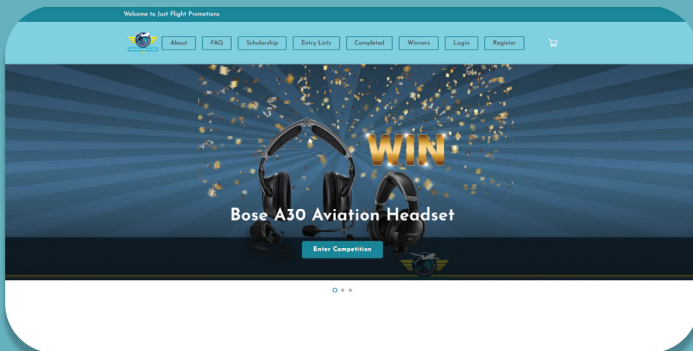 Welcome to Just Flight Promotions
About
FAQ
Scholarship
Entry Lists
Completed
Winners
Login
Register
WIN
Bose A30 Aviation Headset
Enter Competition